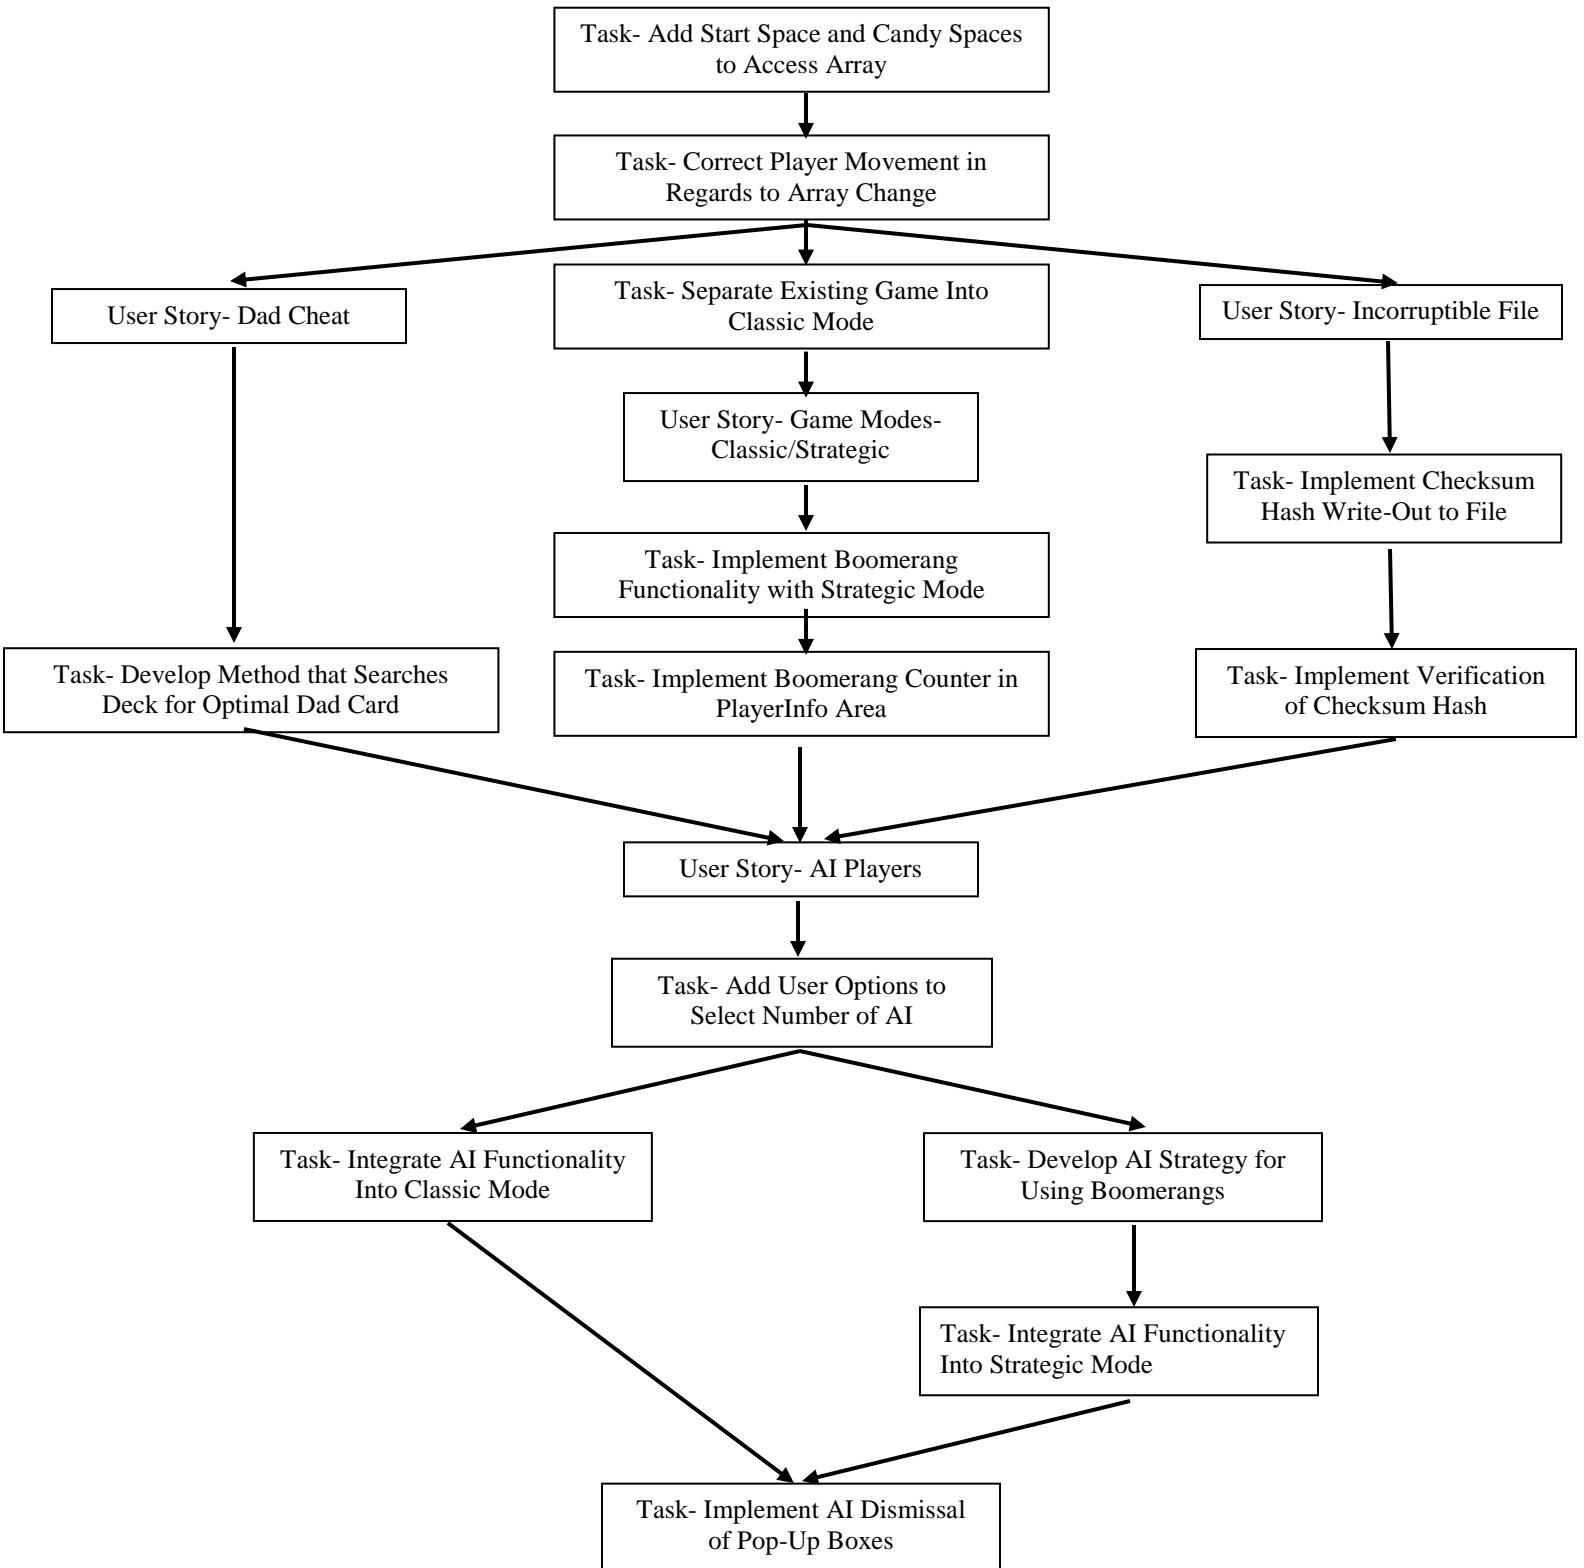 Task- Add Start Space and Candy Spaces
to Access Array
Task- Correct Player Movement in
Regards to Array Change
User Story- Dad Cheat
Task- Separate Existing Game Into
Classic Mode
User Story- Incorruptible File
User Story- Game Modes-
Classic/Strategic
Task- Implement Checksum
Hash Write-Out to File
Task- Implement Boomerang
Functionality with Strategic Mode
Task- Develop Method that Searches
Deck for Optimal Dad Card
Task- Implement Boomerang Counter in
PlayerInfo Area
Task- Implement Verification
of Checksum Hash
User Story- AI Players
Task- Add User Options to
Select Number of AI
Task- Integrate AI Functionality
Into Classic Mode
Task- Develop AI Strategy for
Using Boomerangs
Task- Integrate AI Functionality
Into Strategic Mode
Task- Implement AI Dismissal
of Pop-Up Boxes